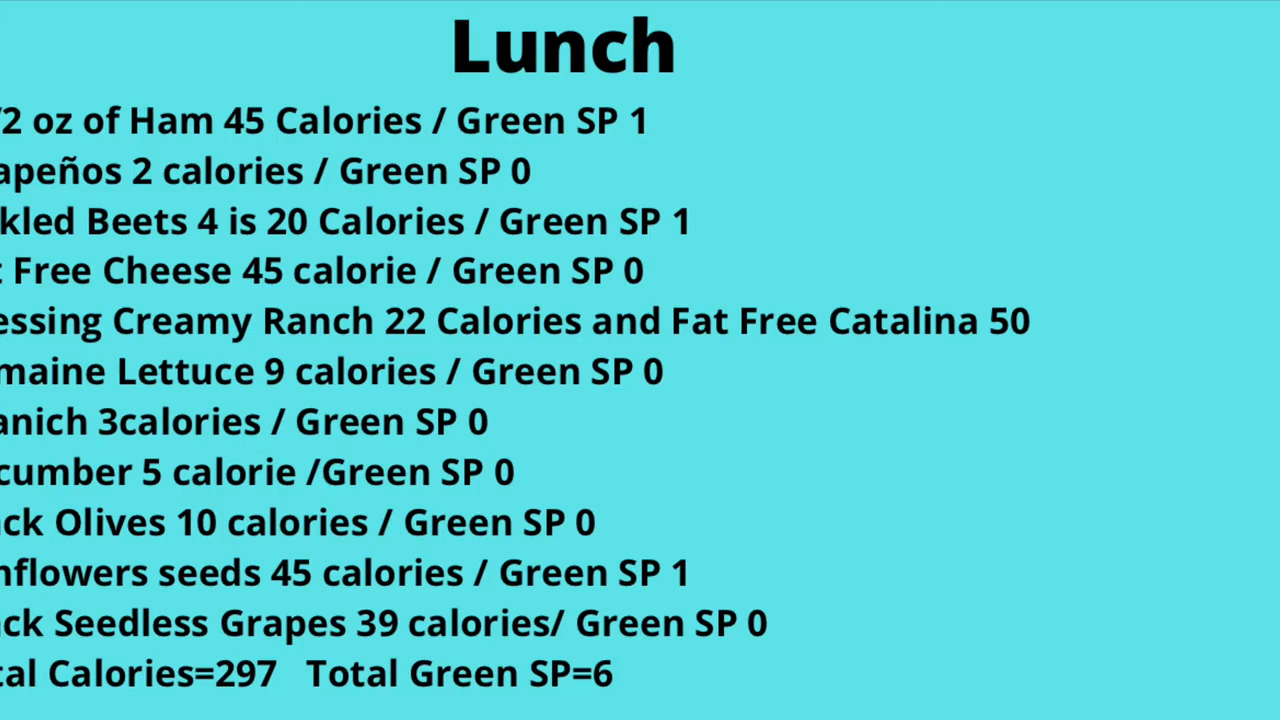 Lunch
/2 oz of Ham 45 Calories / Green SP 1
apeños 2 calories / Green SP 0
kled Beets 4 is 20 Calories / Green SP 1
t Free Cheese 45 calorie / Green SP 0
essing Creamy Ranch 22 Calories and Fat Free Catalina 50
maine Lettuce 9 calories / Green SP 0
anich 3calories / Green SP 0
cumber 5 calorie /Green SP 0
ack Olives 10 calories / Green SP 0
nflowers seeds 45 calories / Green SP 1
ack Seedless Grapes 39 calories/ Green SP 0
tal Calories=297 Total Green SP=6